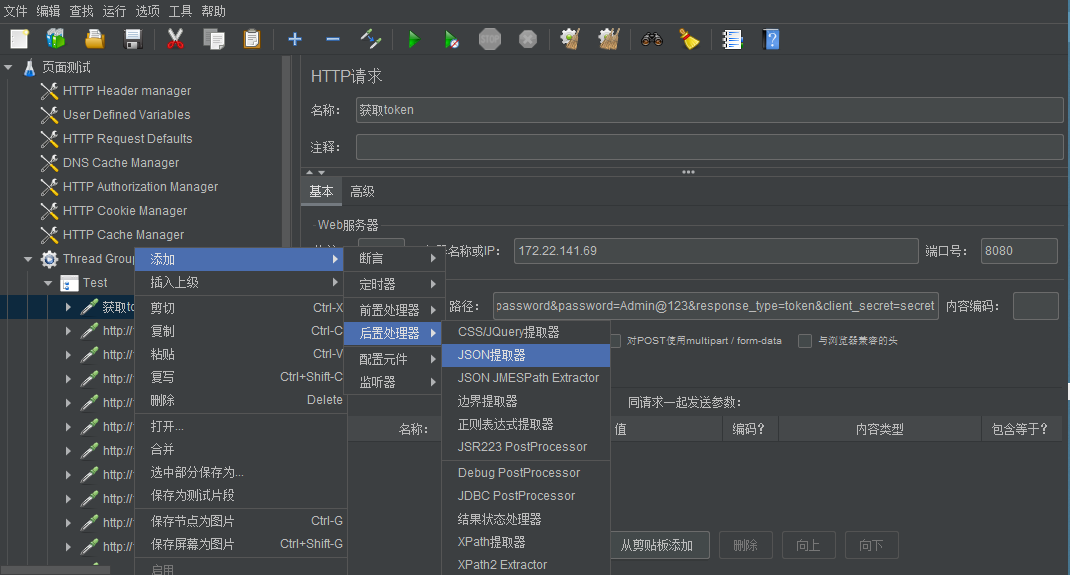 文件 编辑 查找 运行 选项 工具 帮助
STOP
页面测试
HTTP Header manager
User Defined Variables
HTTP Request Defaults
DNS Cache Manager
HTTP Authorization Manager
HTTP Cookie Manager
HTTP Cache Manager
Thread Grou
Test
获取to
http://
http://
http://
http://
http://
http://
http://
http://
http://
http://
HTTP请求
名称： 获取token
注释：
基本 高级
Web服务器
名称或IP： 172.22.141.69 端口号： 8080
路径： password&password=Admin@123&response_type=token&client_secret=secret 内容编码：
对POST使用multipart / form-data 与浏览器兼容的头
同请求一起发送参数：
名称： 值 编码？ 内容类型 包含等于？
从剪贴板添加 删除 向上 向下
添加
插入上级
剪切 Ctrl-X
复制 Ctrl-C
粘贴 Ctrl-V
复写 Ctrl+Shift-C
删除 Delete
打开...
合并
选中部分保存为...
保存为测试片段
保存节点为图片 Ctrl-G
保存屏幕为图片 Ctrl+Shift-G
启用
断言
定时器
前置处理器
后置处理器
配置元件
监听器
CSS/JQuery提取器
JSON提取器
JSON JMESPath Extractor
边界提取器
正则表达式提取器
JSR223 PostProcessor
Debug PostProcessor
JDBC PostProcessor
结果状态处理器
XPath提取器
XPath2 Extractor